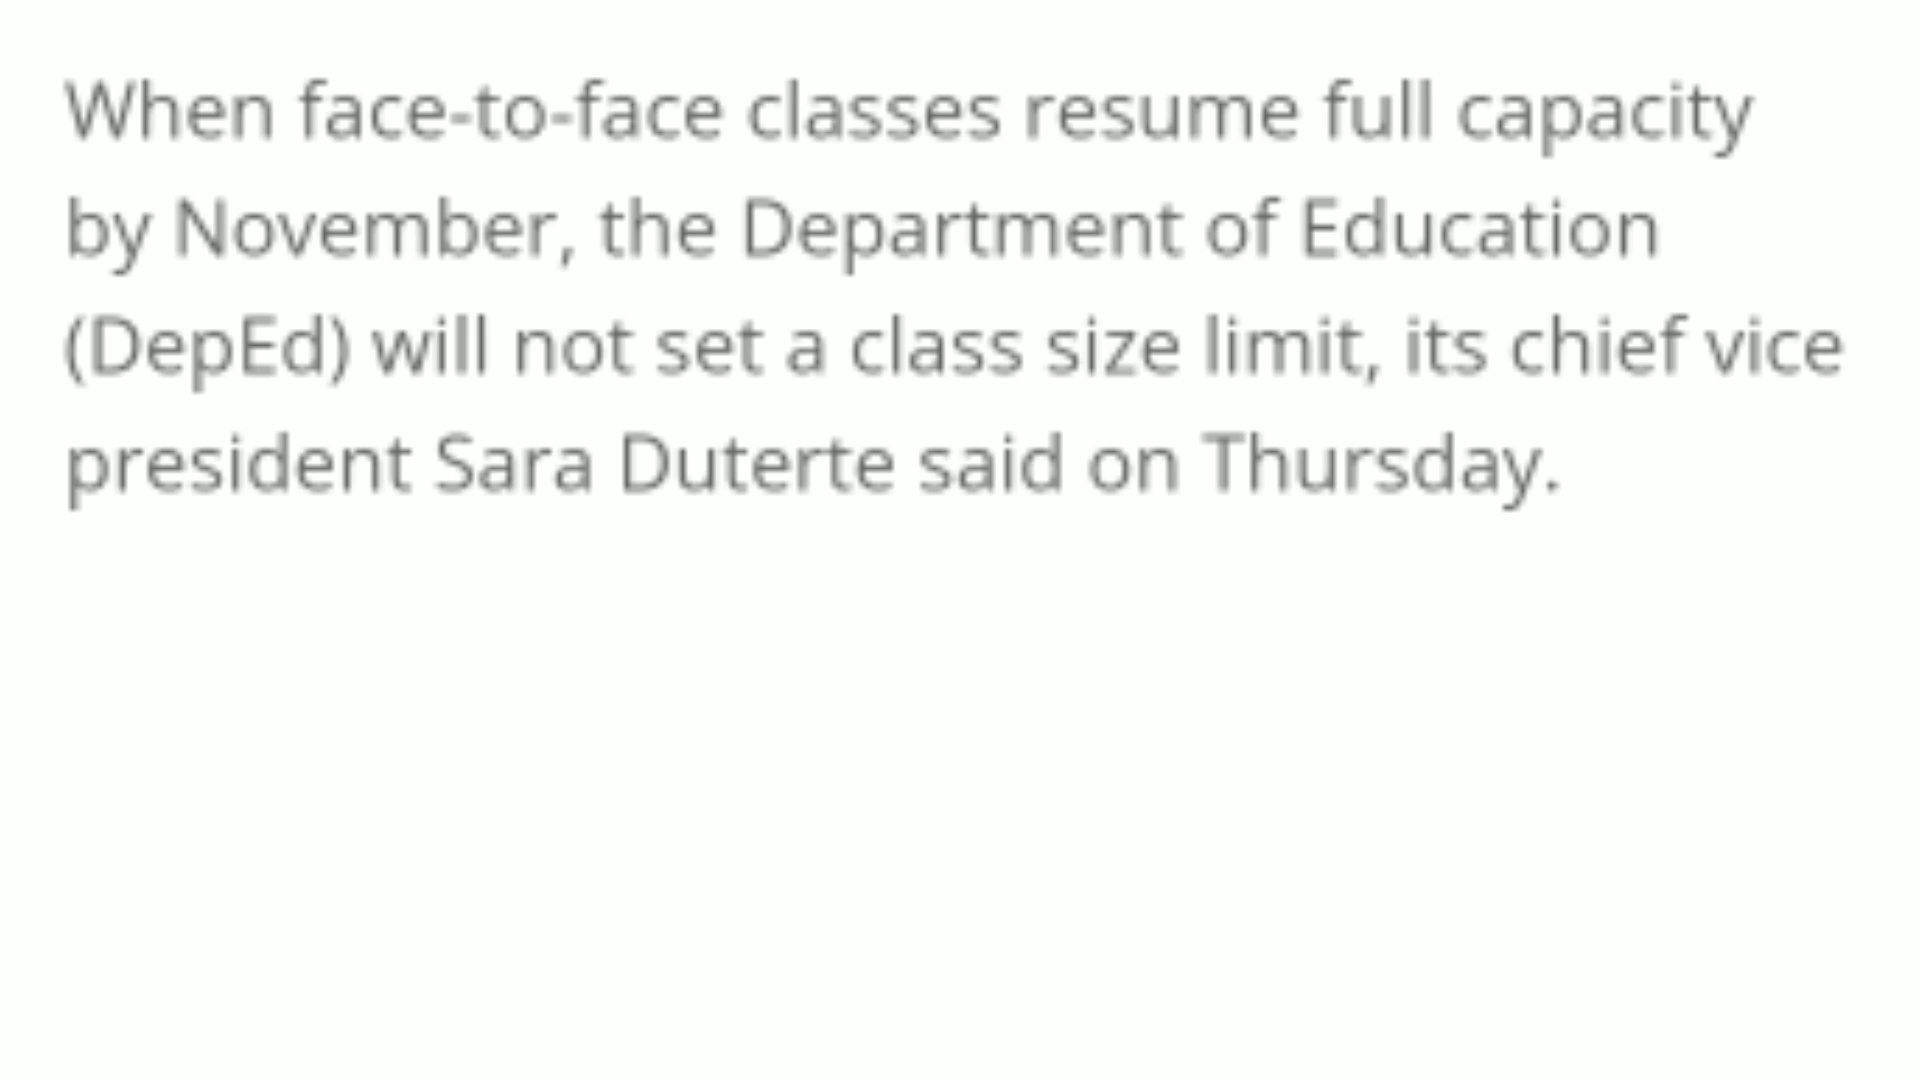 When face-to-face classes resume full capacity
by November, the Department of Education
(DepEd) will not set a class size limit, its chief vice
president Sara Duterte said on Thursday.